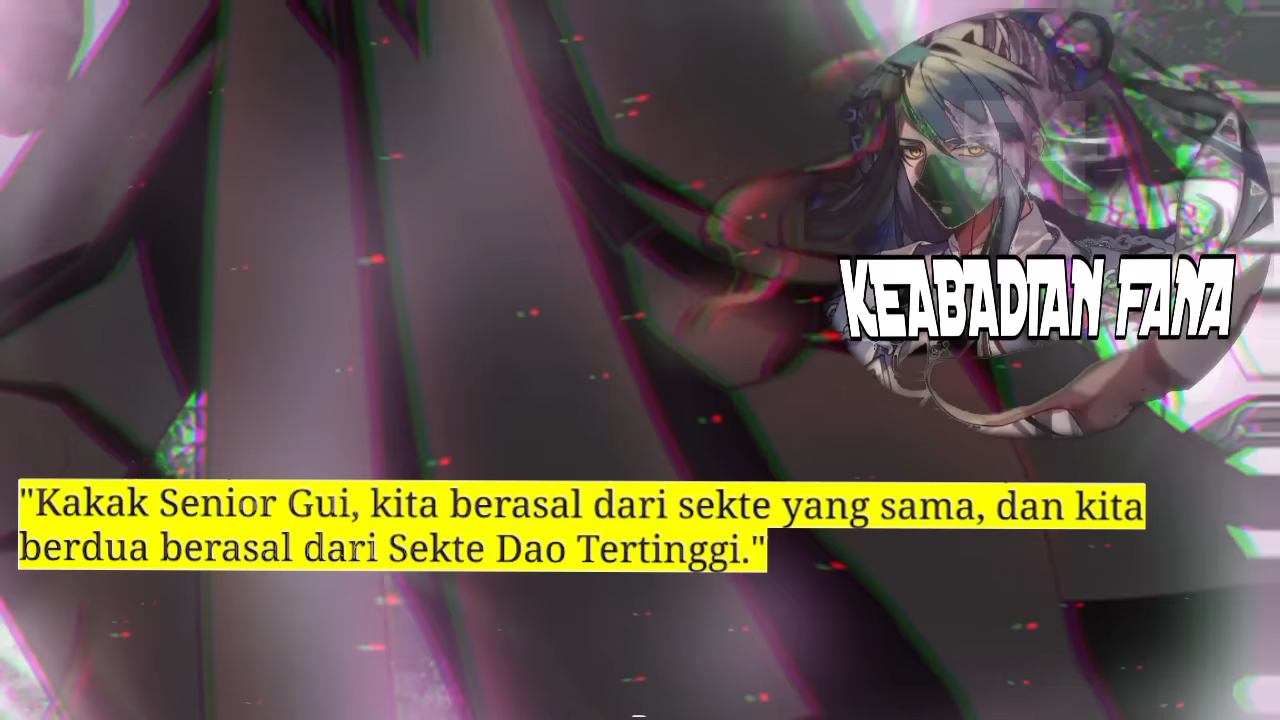 KEABADIAN FANA
"Kakak Senior Gui, kita berasal dari sekte yang sama, dan kita
berdua berasal dari Sekte Dao Tertinggi."